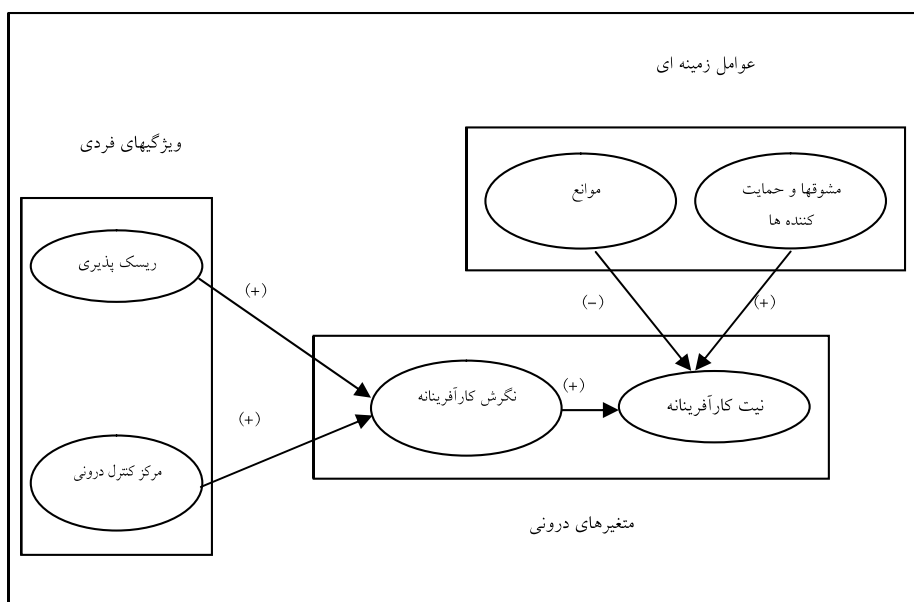 عوامل زمینه ای
ویژگیهای فردی
موانع
مشوقها و حمایت
کننده ها
ریسک پذیری
(+)
(-)
(+)
نگرش کارآفرینانه
(+)
نیت کارآفرینانه
(+)
مرکز کنترل درونی
متغیرهای درونی